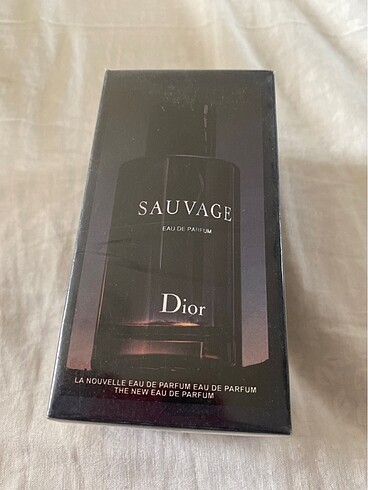 SAUVAGE
EAU DE PARFUM
Dior
LA NOUVELLE EAU DE PARFUM EAU DE PARFUM
THE NEW EAU DE PARFUM